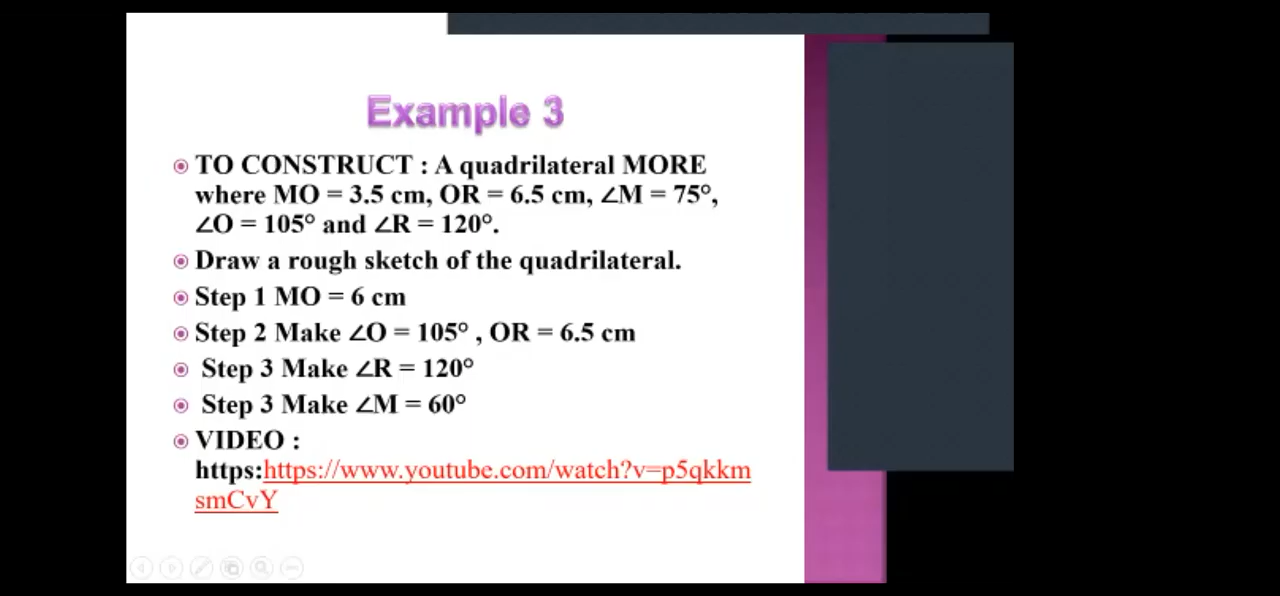 Example 3
TO CONSTRUCT : A quadrilateral MORE
where MO = 3.5 cm, OR = 6.5 cm, ∠M = 75°,
∠O = 105° and ∠R = 120°.
Draw a rough sketch of the quadrilateral.
Step 1 MO = 6 cm
Step 2 Make ∠O = 105° , OR = 6.5 cm
Step 3 Make ∠R = 120°
Step 3 Make ∠M = 60°
VIDEO :
https:https://www.youtube.com/watch?v=p5qkkm
smCvY